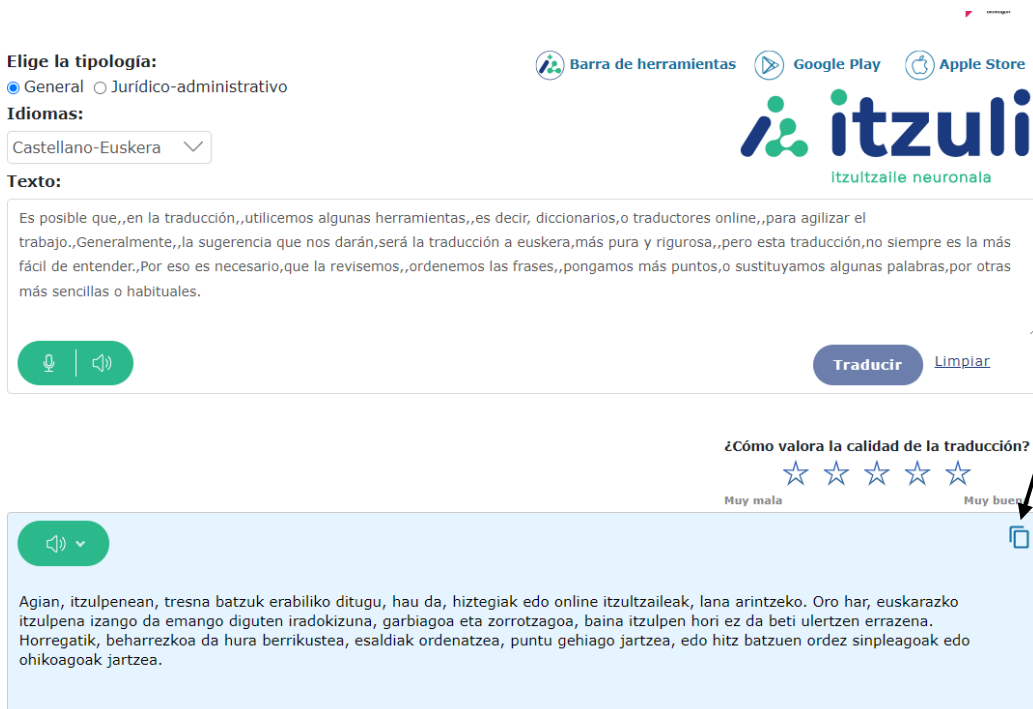 Elige la tipología:
Barra de herramientas
Google Play
Apple Store
General
Jurídico-administrativo
Idiomas:
Castellano-Euskera
itzuli
itzultzaile neuronala
Texto:
Es posible que,,en la traducción,,utilicemos algunas herramientas,,es decir, diccionarios,o traductores online,,para agilizar el
trabajo.,Generalmente,,la sugerencia que nos darán,será la traducción a euskera,más pura y rigurosa,,pero esta traducción,no siempre es la más
fácil de entender.,Por eso es necesario,que la revisemos,,ordenemos las frases,,pongamos más puntos,o sustituyamos algunas palabras,por otras
más sencillas o habituales.
Traducir
Limpiar
¿Cómo valora la calidad de la traducción?
Muy mala
Muy buena
Agian, itzulpenean, tresna batzuk erabiliko ditugu, hau da, hiztegiak edo online itzultzaileak, lana arintzeko. Oro har, euskarazko
itzulpena izango da emango diguten iradokizuna, garbiagoa eta zorrotzagoa, baina itzulpen hori ez da beti ulertzen errazena.
Horregatik, beharrezkoa da hura berrikustea, esaldiak ordenatzea, puntu gehiago jartzea, edo hitz batzuen ordez sinpleagoak edo
ohikoagoak jartzea.